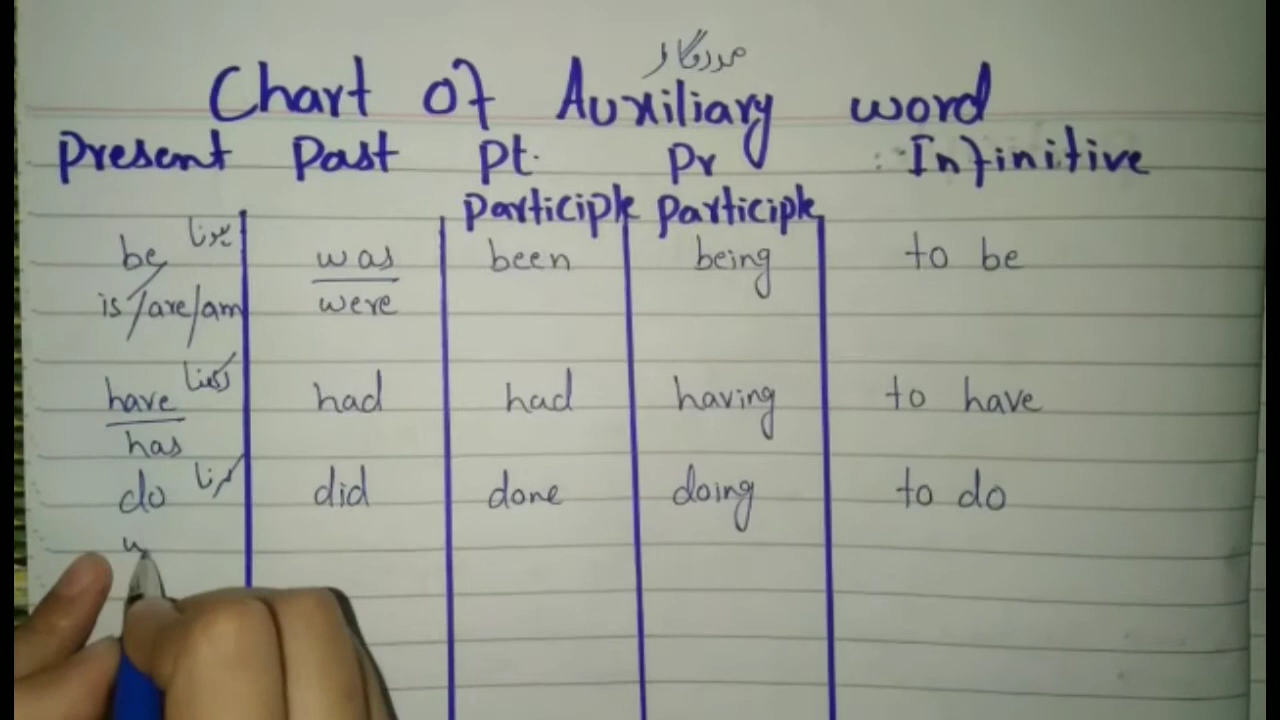 مددگار
Chart of Auxiliary word
Present Past Pt. Pr Infinitive
Participle Participle
be ہونا was been being to be
is/are/am were
have رکھنا had had having to have
has
do کرنا did done doing to do